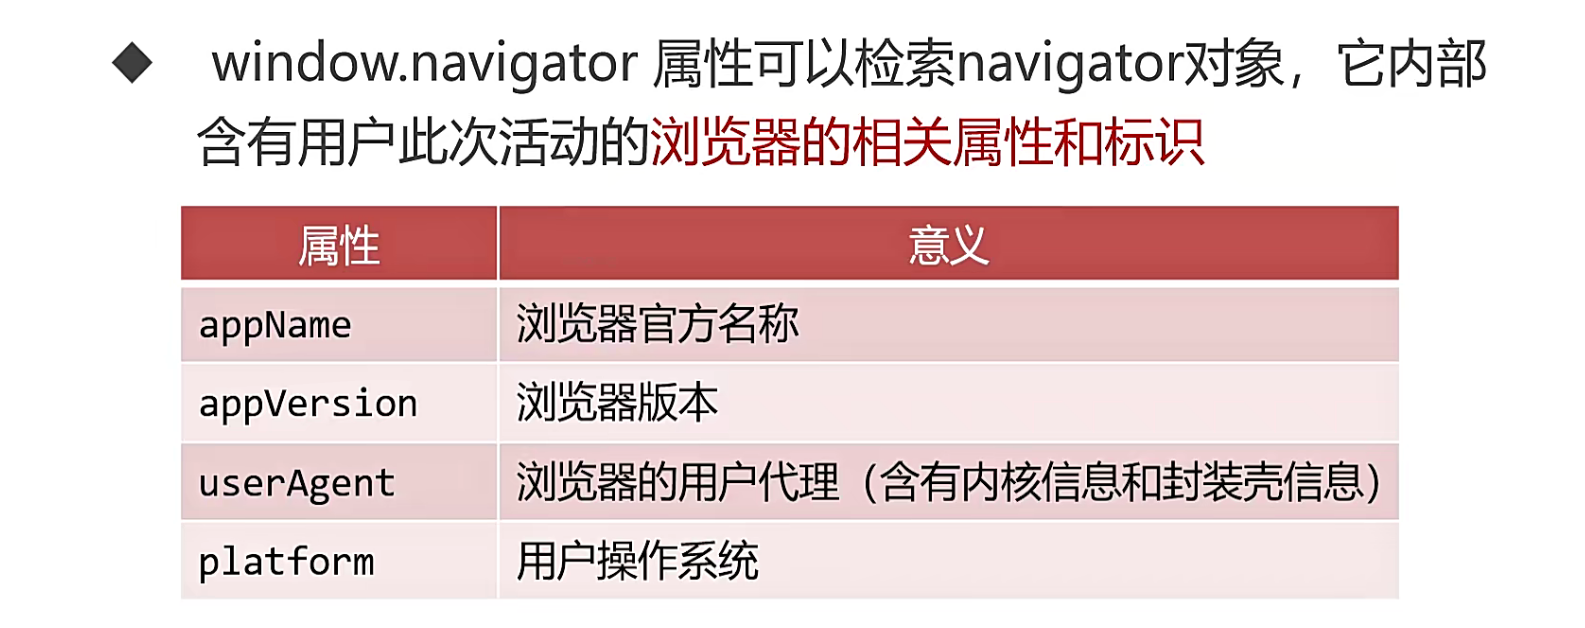 ◆ window.navigator 属性可以检索navigator对象，它内部
含有用户此次活动的浏览器的相关属性和标识
属性 意义
appName 浏览器官方名称
appVersion 浏览器版本
userAgent 浏览器的用户代理（含有内核信息和封装壳信息）
platform 用户操作系统